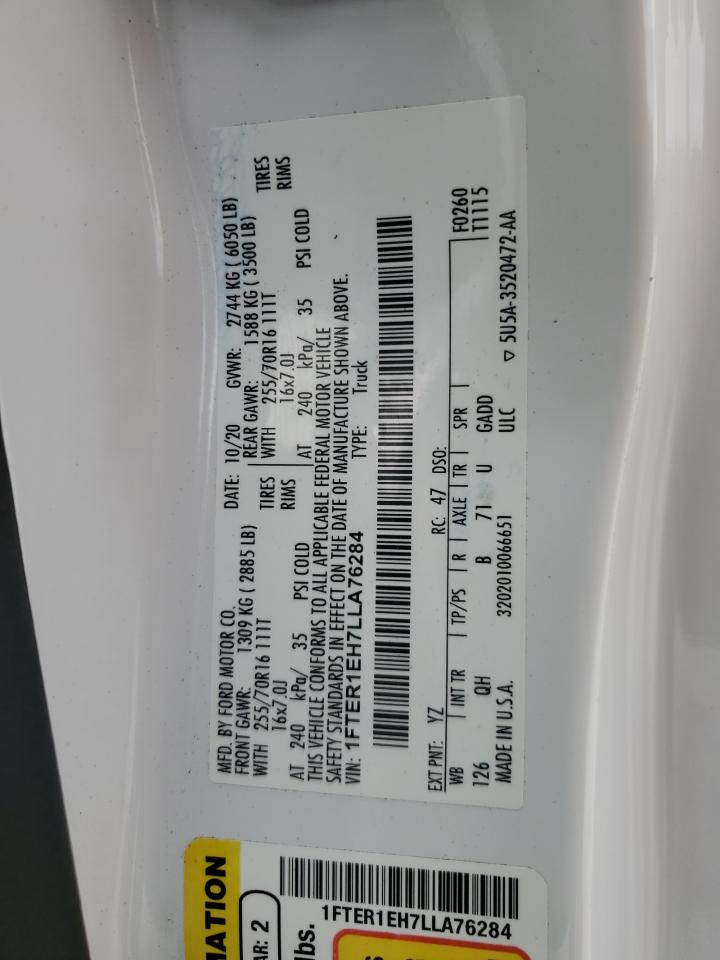 MFD. BY FORD MOTOR CO.
DATE: 10/20 GVWR: 2744 KG ( 6050 LB)
FRONT GAWR: 1309 KG ( 2885 LB) REAR GAWR: 1588 KG ( 3500 LB)
WITH 255/70R16 111T TIRES WITH 255/70R16 111T TIRES
16x7.0J RIMS 16x7.0J RIMS
AT 240 kPa/ 35 PSI COLD AT 240 kPa/ 35 PSI COLD
THIS VEHICLE CONFORMS TO ALL APPLICABLE FEDERAL MOTOR VEHICLE
SAFETY STANDARDS IN EFFECT ON THE DATE OF MANUFACTURE SHOWN ABOVE.
VIN: 1FTER1EH7LLA76284 TYPE: Truck
EXT PNT: YZ RC: 47 DSO: F0260
WB INT TR TP/PS R AXLE TR SPR T1115
126 QH B 71 U GADD
MADE IN U.S.A. 3202010066651 ULC ▽ 5U5A-3520472-AA
MATION
AR: 2
lbs.
1FTER1EH7LLA76284